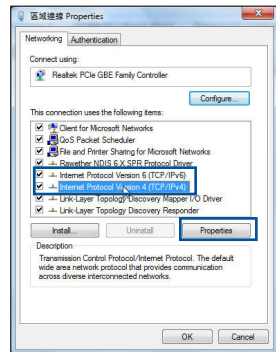 區域連線 Properties
Networking Authentication
Connect using:
Realtek PCIe GBE Family Controller
Configure...
This connection uses the following items:
Client for Microsoft Networks
QoS Packet Scheduler
File and Printer Sharing for Microsoft Networks
Rawether NDIS 6.X SPR Protocol Driver
Internet Protocol Version 6 (TCP/IPv6)
Internet Protocol Version 4 (TCP/IPv4)
Link-Layer Topology Discovery Mapper I/O Driver
Link-Layer Topology Discovery Responder
Install... Uninstall Properties
Description
Transmission Control Protocol/Internet Protocol. The default
wide area network protocol that provides communication
across diverse interconnected networks.
OK Cancel